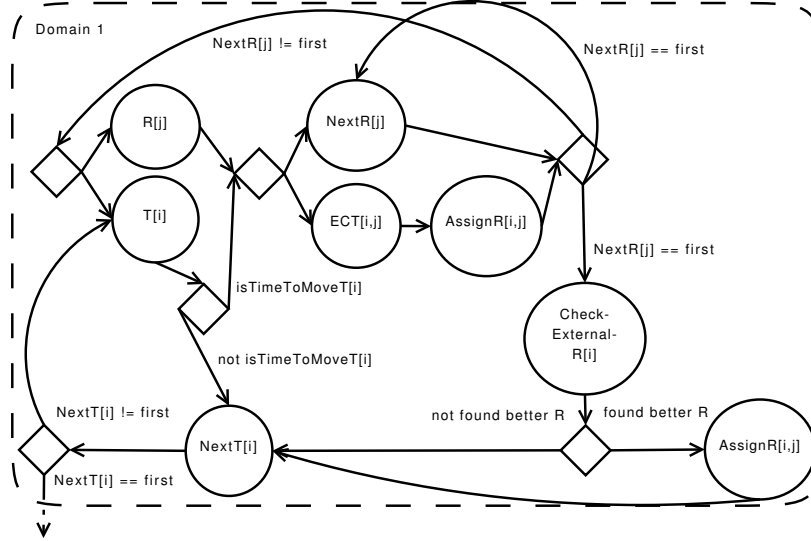 Domain 1
NextR[j] != first
NextR[j] == first
R[j]
NextR[j]
T[i]
ECT[i,j]
AssignR[i,j]
NextR[j] == first
isTimeToMoveT[i]
Check-
External-
R[i]
not isTimeToMoveT[i]
NextT[i] != first
not found better R
found better R
NextT[i]
AssignR[i,j]
NextT[i] == first